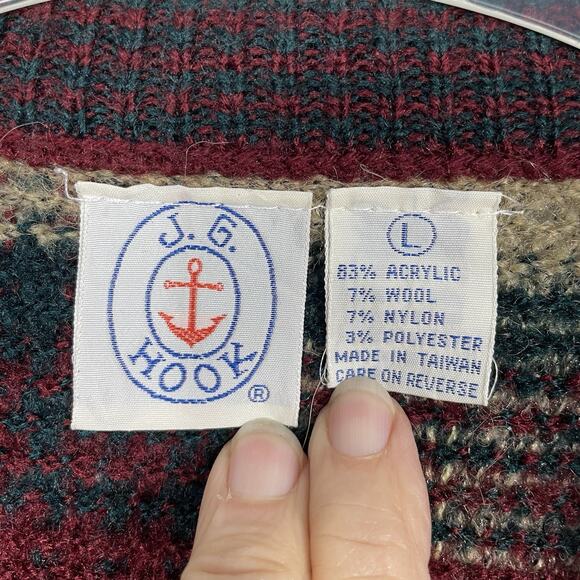 J.G.
HOOK
®
L
83% ACRYLIC
7% WOOL
7% NYLON
3% POLYESTER
MADE IN TAIWAN
CARE ON REVERSE